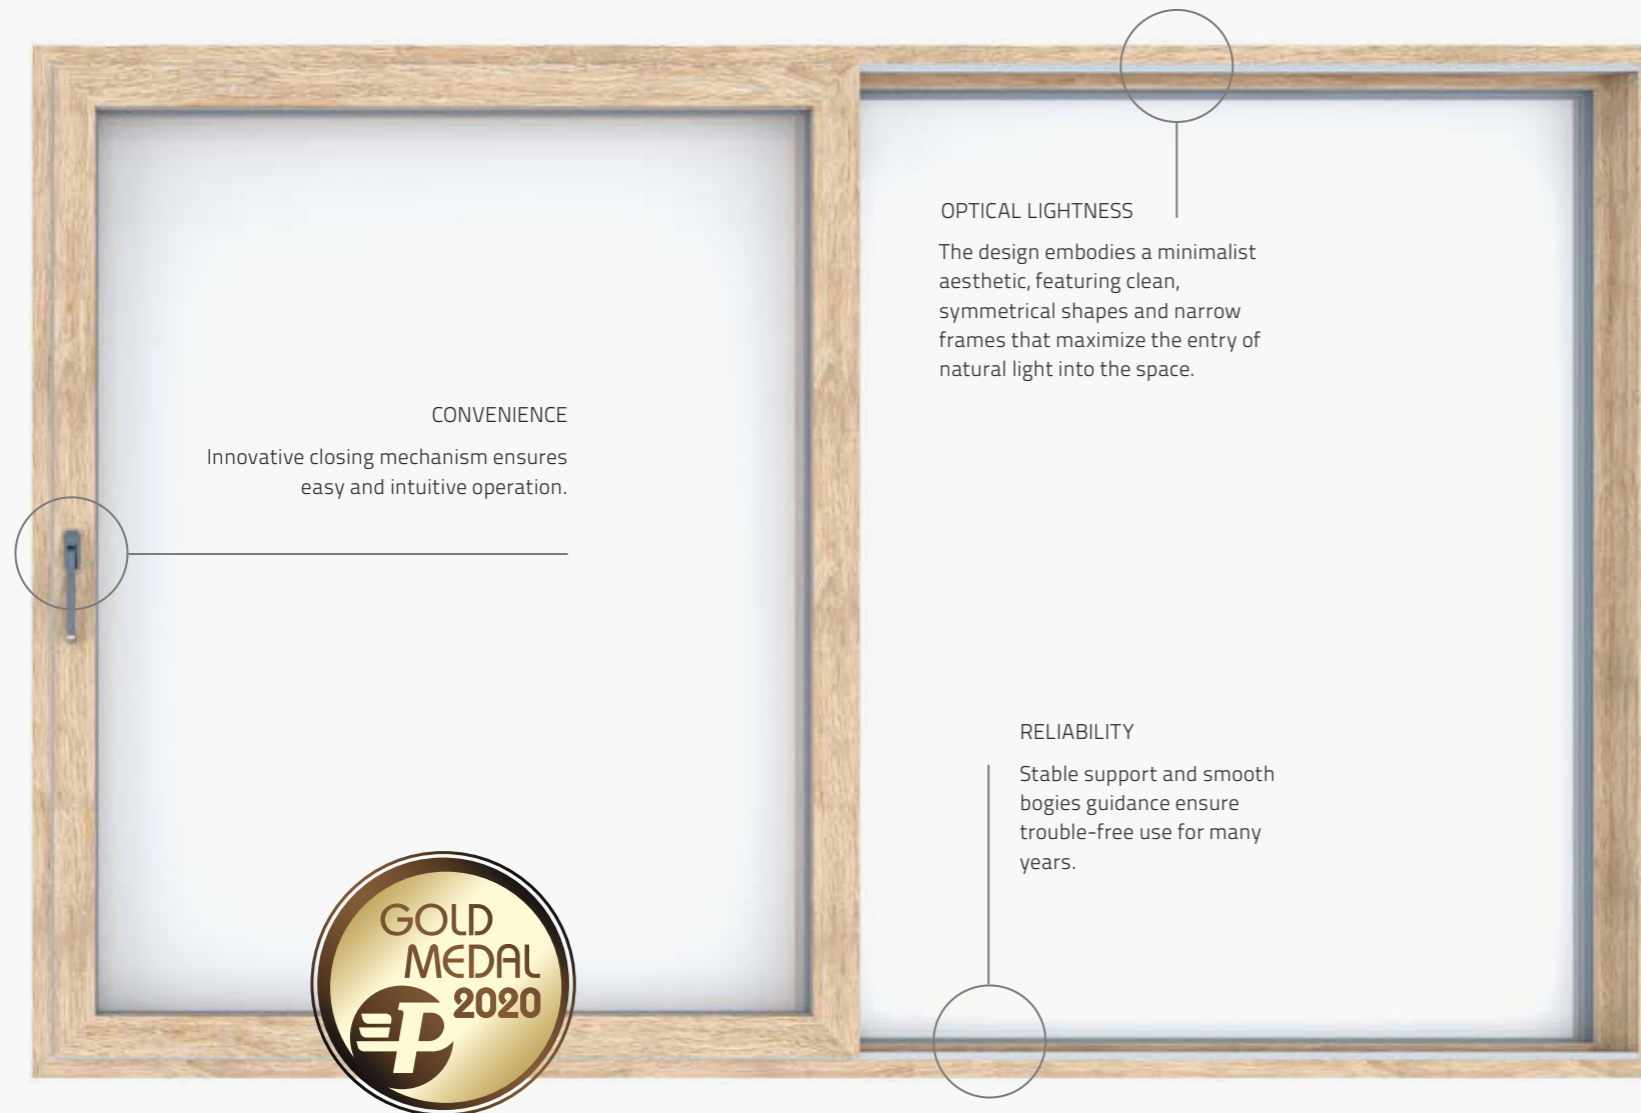 OPTICAL LIGHTNESS
The design embodies a minimalist
aesthetic, featuring clean,
symmetrical shapes and narrow
frames that maximize the entry of
natural light into the space.
CONVENIENCE
Innovative closing mechanism ensures
easy and intuitive operation.
RELIABILITY
Stable support and smooth
bogies guidance ensure
trouble-free use for many
years.
GOLD
MEDAL
2020